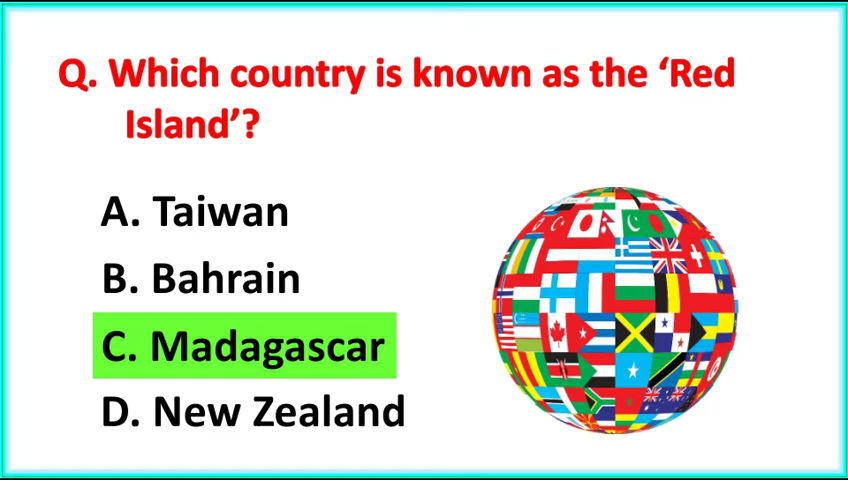 Q. Which country is known as the ‘Red
Island’?
A. Taiwan
B. Bahrain
C. Madagascar
D. New Zealand